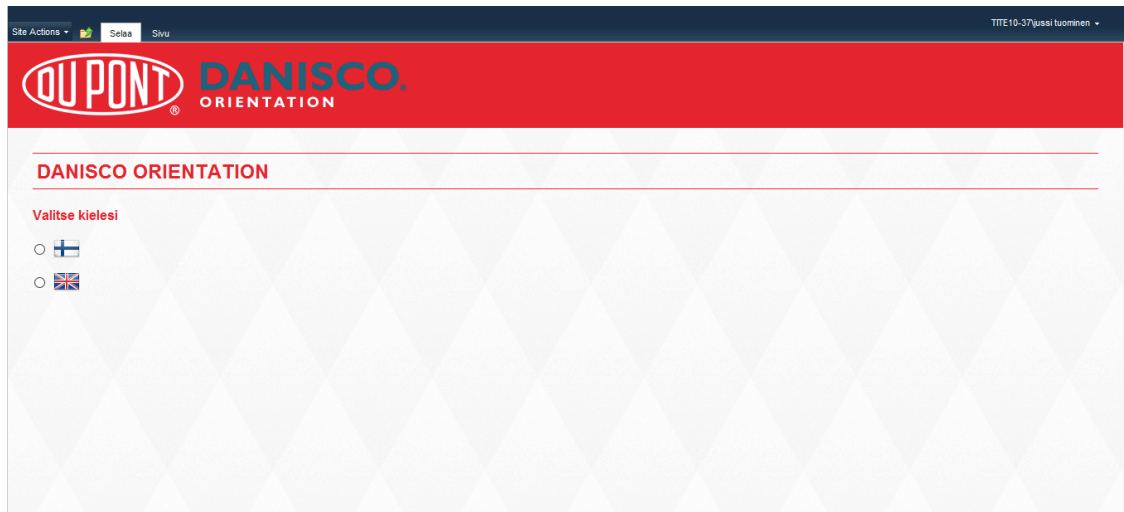 Site Actions
Selaa
Sivu
TITE10-37\jussi tuominen
DU PONT
®
DANISCO.
ORIENTATION
DANISCO ORIENTATION
Valitse kielesi